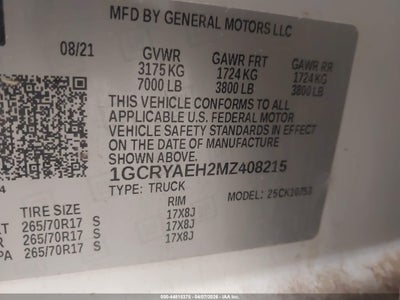 MFD BY GENERAL MOTORS LLC
08/21 GVWR GAWR FRT GAWR RR
3175 KG 1724 KG 1724 KG
7000 LB 3800 LB 3800 LB
THIS VEHICLE CONFORMS TO ALL
APPLICABLE U.S. FEDERAL MOTOR
VEHICLE SAFETY STANDARDS IN EFFECT
ON THE DATE OF MANUFACTURE
SHOWN ABOVE.
1GCRYAEH2MZ408215
TYPE: TRUCK MODEL:
TIRE SIZE RIM
265/70R17 S 17X8J
265/70R17 S 17X8J
265/70R17 S 17X8J